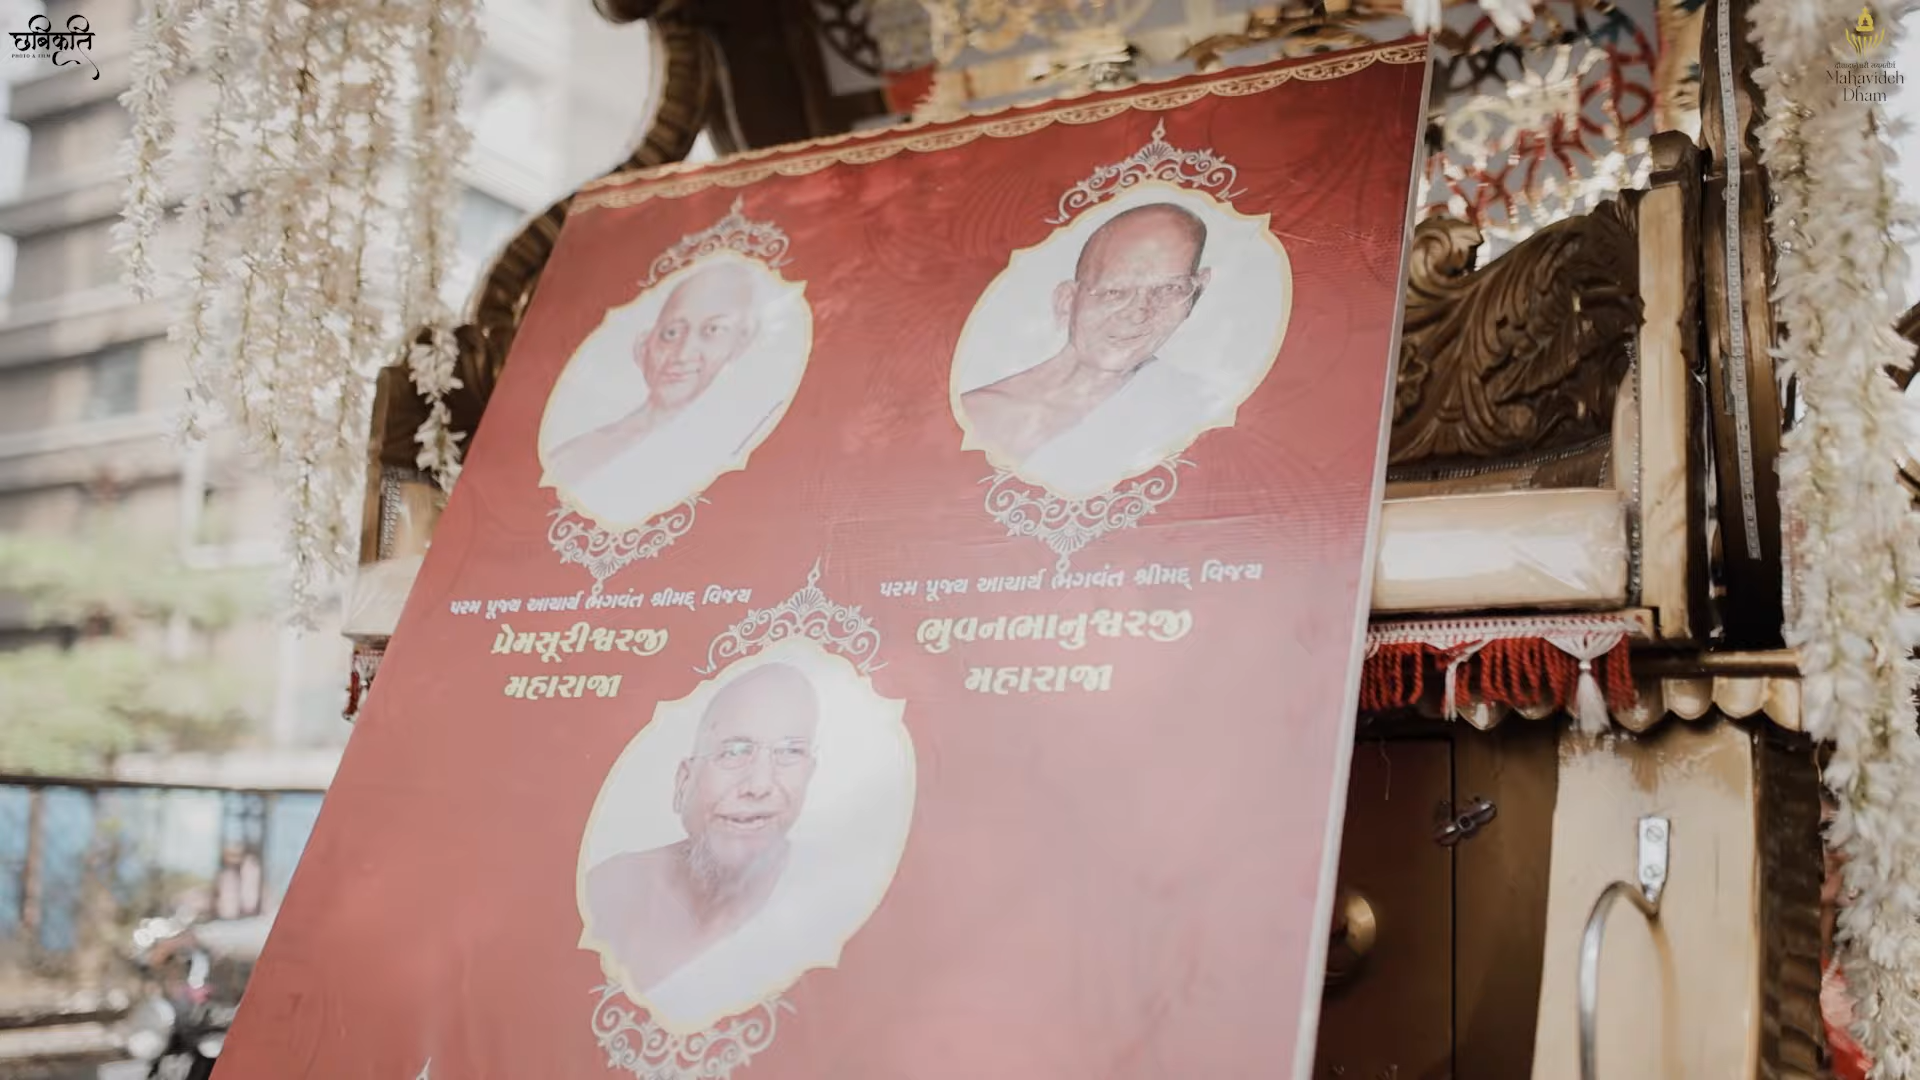 छबिकृति
PHOTO & FILM
Mahavideh
Dham
પરમ પૂજ્ય આચાર્ય ભગવંત શ્રીમદ્ વિજય
પ્રેમસૂરીશ્વરજી
મહારાજા
પરમ પૂજ્ય આચાર્ય ભગવંત શ્રીમદ્ વિજય
ભુવનભાનુશ્વરજી
મહારાજા